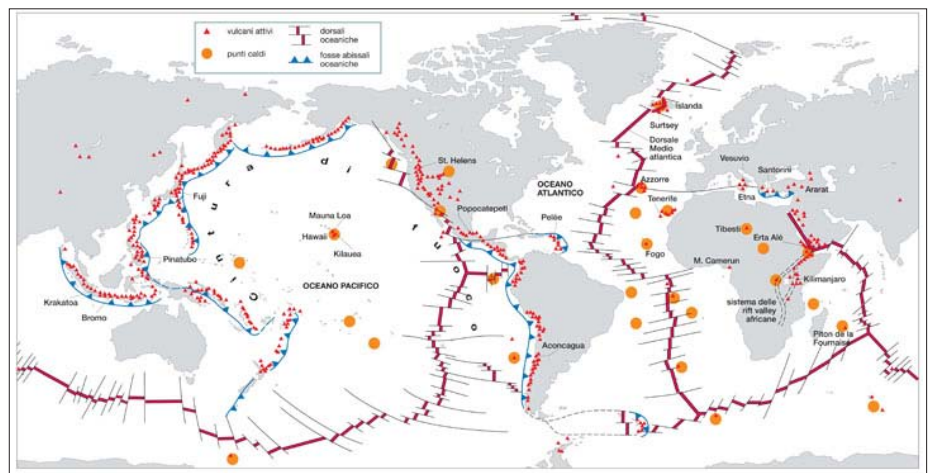 vulcani attivi
punti caldi
dorsali
oceaniche
fosse abissali
oceaniche
Islanda
Surtsey
Dorsale
Medio
atlantica
St. Helens
Vesuvio
Santorini
Azzorre
OCEANO
ATLANTICO
Etna
Ararat
Fuji
Popocatepetl
Tenerife
Mauna Loa
Pelée
Tibesti
Erta Alé
Hawaii
Fogo
Kilauea
M. Camerun
Pinatubo
Kilimanjaro
OCEANO PACIFICO
Cintura di fuoco
Krakatoa
sistema delle
rift valley
africane
Bromo
Piton de la
Fournaise
Aconcagua